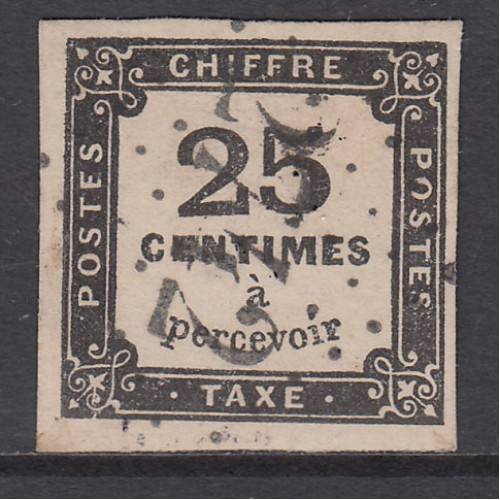 CHIFFRE
POSTES
25
CENTIMES
à
percevoir
POSTES
· TAXE ·